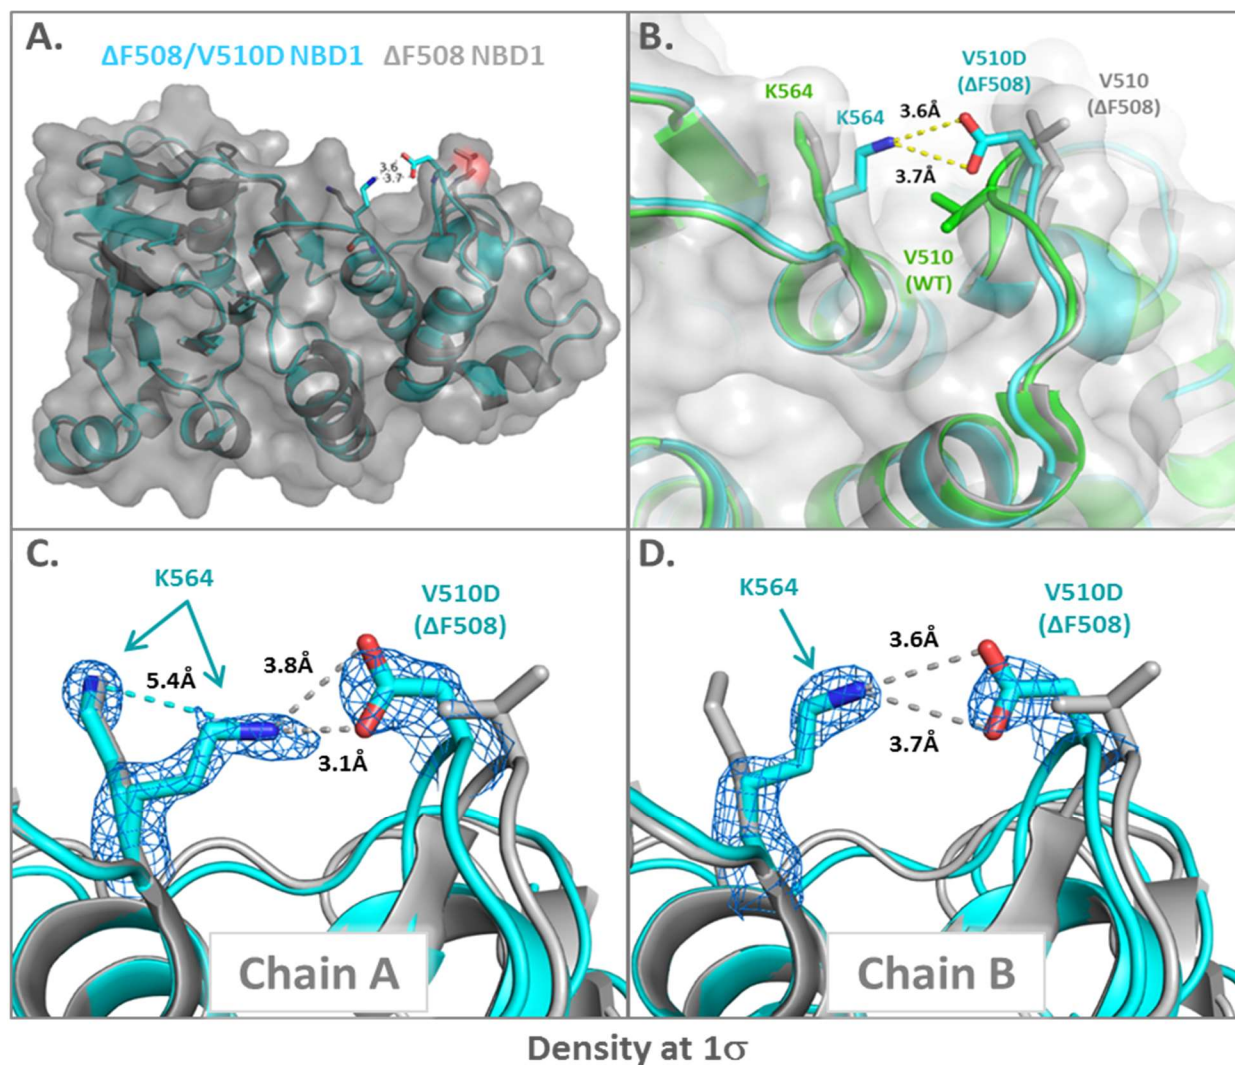 A.
ΔF508/V510D NBD1 ΔF508 NBD1
3.6
3.7
B.
V510D
(ΔF508)
V510
(ΔF508)
K564
K564
3.6Å
3.7Å
V510
(WT)
C.
K564
V510D
(ΔF508)
5.4Å
3.8Å
3.1Å
Chain A
D.
K564
V510D
(ΔF508)
3.6Å
3.7Å
Chain B
Density at 1σ